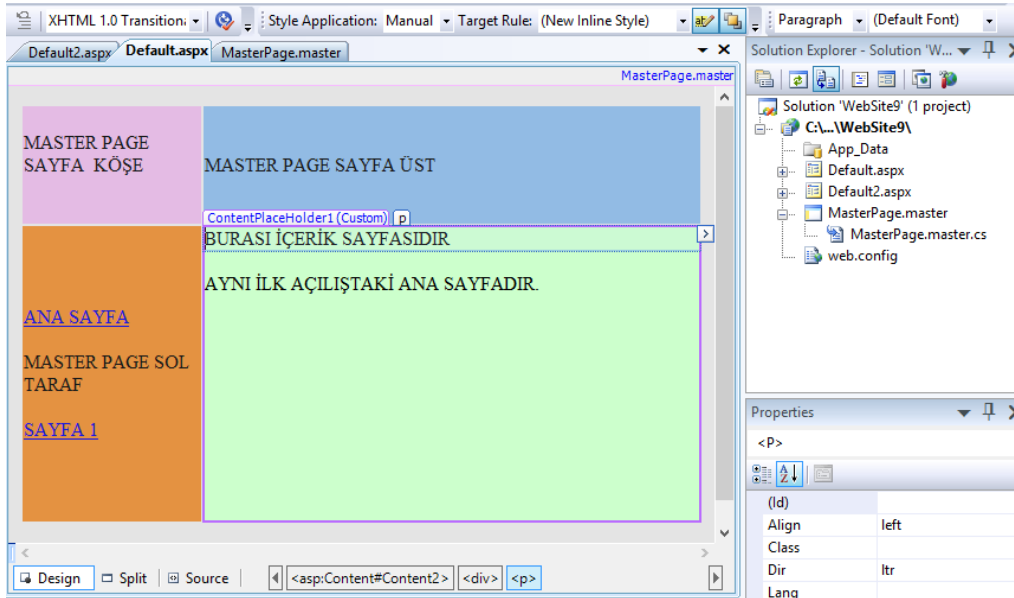 XHTML 1.0 Transition: Style Application: Manual Target Rule: (New Inline Style) Paragraph (Default Font)
Default2.aspx Default.aspx MasterPage.master
MasterPage.master
MASTER PAGE
SAYFA KÖŞE
MASTER PAGE SAYFA ÜST
ContentPlaceHolder1 (Custom) p
BURASI İÇERİK SAYFASIDIR
AYNI İLK AÇILIŞTAKİ ANA SAYFADIR.
ANA SAYFA
MASTER PAGE SOL
TARAF
SAYFA 1
Design Split Source <asp:Content#Content2> <div> <p>
Solution Explorer - Solution 'W...
Solution 'WebSite9' (1 project)
C:\...\WebSite9\
App_Data
Default.aspx
Default2.aspx
MasterPage.master
MasterPage.master.cs
web.config
Properties
<P>
(Id)
Align left
Class
Dir ltr
Lang